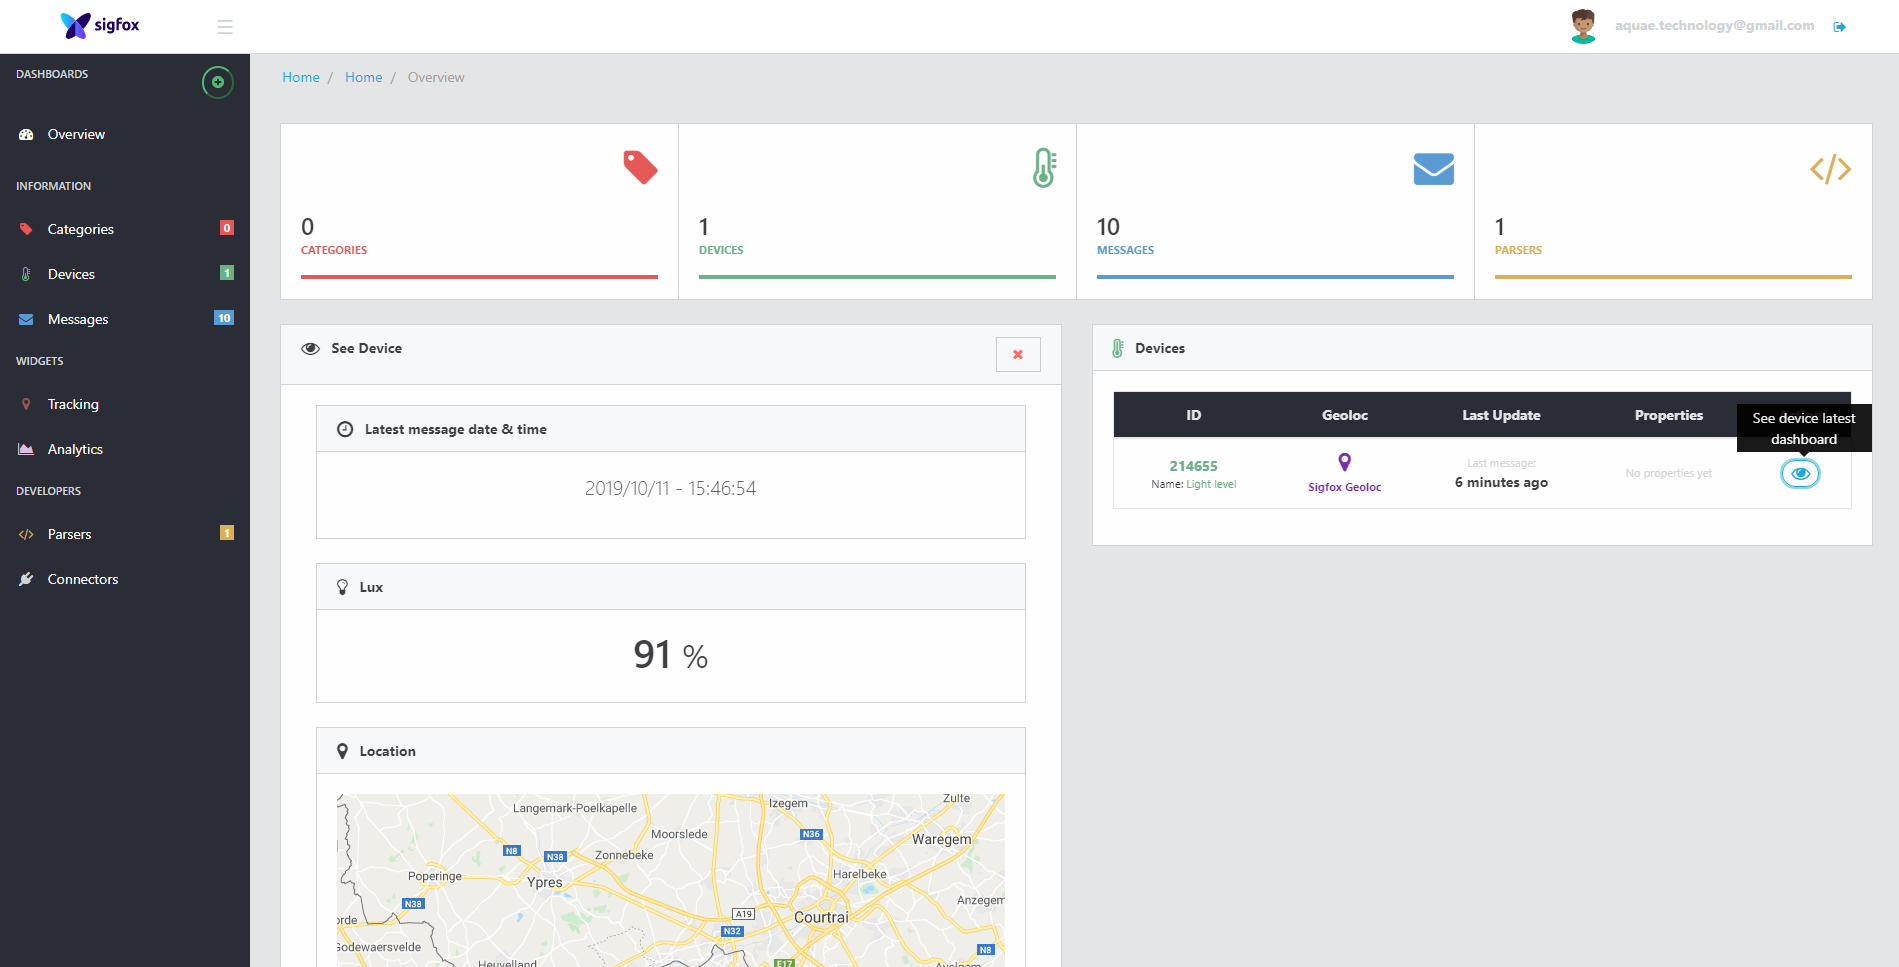 sigfox
aquae.technology@gmail.com
DASHBOARDS
Overview
INFORMATION
Categories 0
Devices 1
Messages 10
WIDGETS
Tracking
Analytics
DEVELOPERS
Parsers 1
Connectors
Home / Home / Overview
0
CATEGORIES
1
DEVICES
10
MESSAGES
1
PARSERS
See Device
Latest message date & time
2019/10/11 - 15:46:54
Lux
91 %
Location
Langemark-Poelkapelle
Izegem
Zulte
Moorslede
N36
Waregem
N8
N38
Zonnebeke
Poperinge
Ypres
Harelbeke
N38
Anzegem
A19
Courtrai
N32
Godewaersvelde
N8
Heuvelland
E17
Avelgem
Devices
ID Geoloc Last Update Properties
See device latest
dashboard
214655
Name: Light level
Sigfox Geoloc
Last message:
6 minutes ago
No properties yet